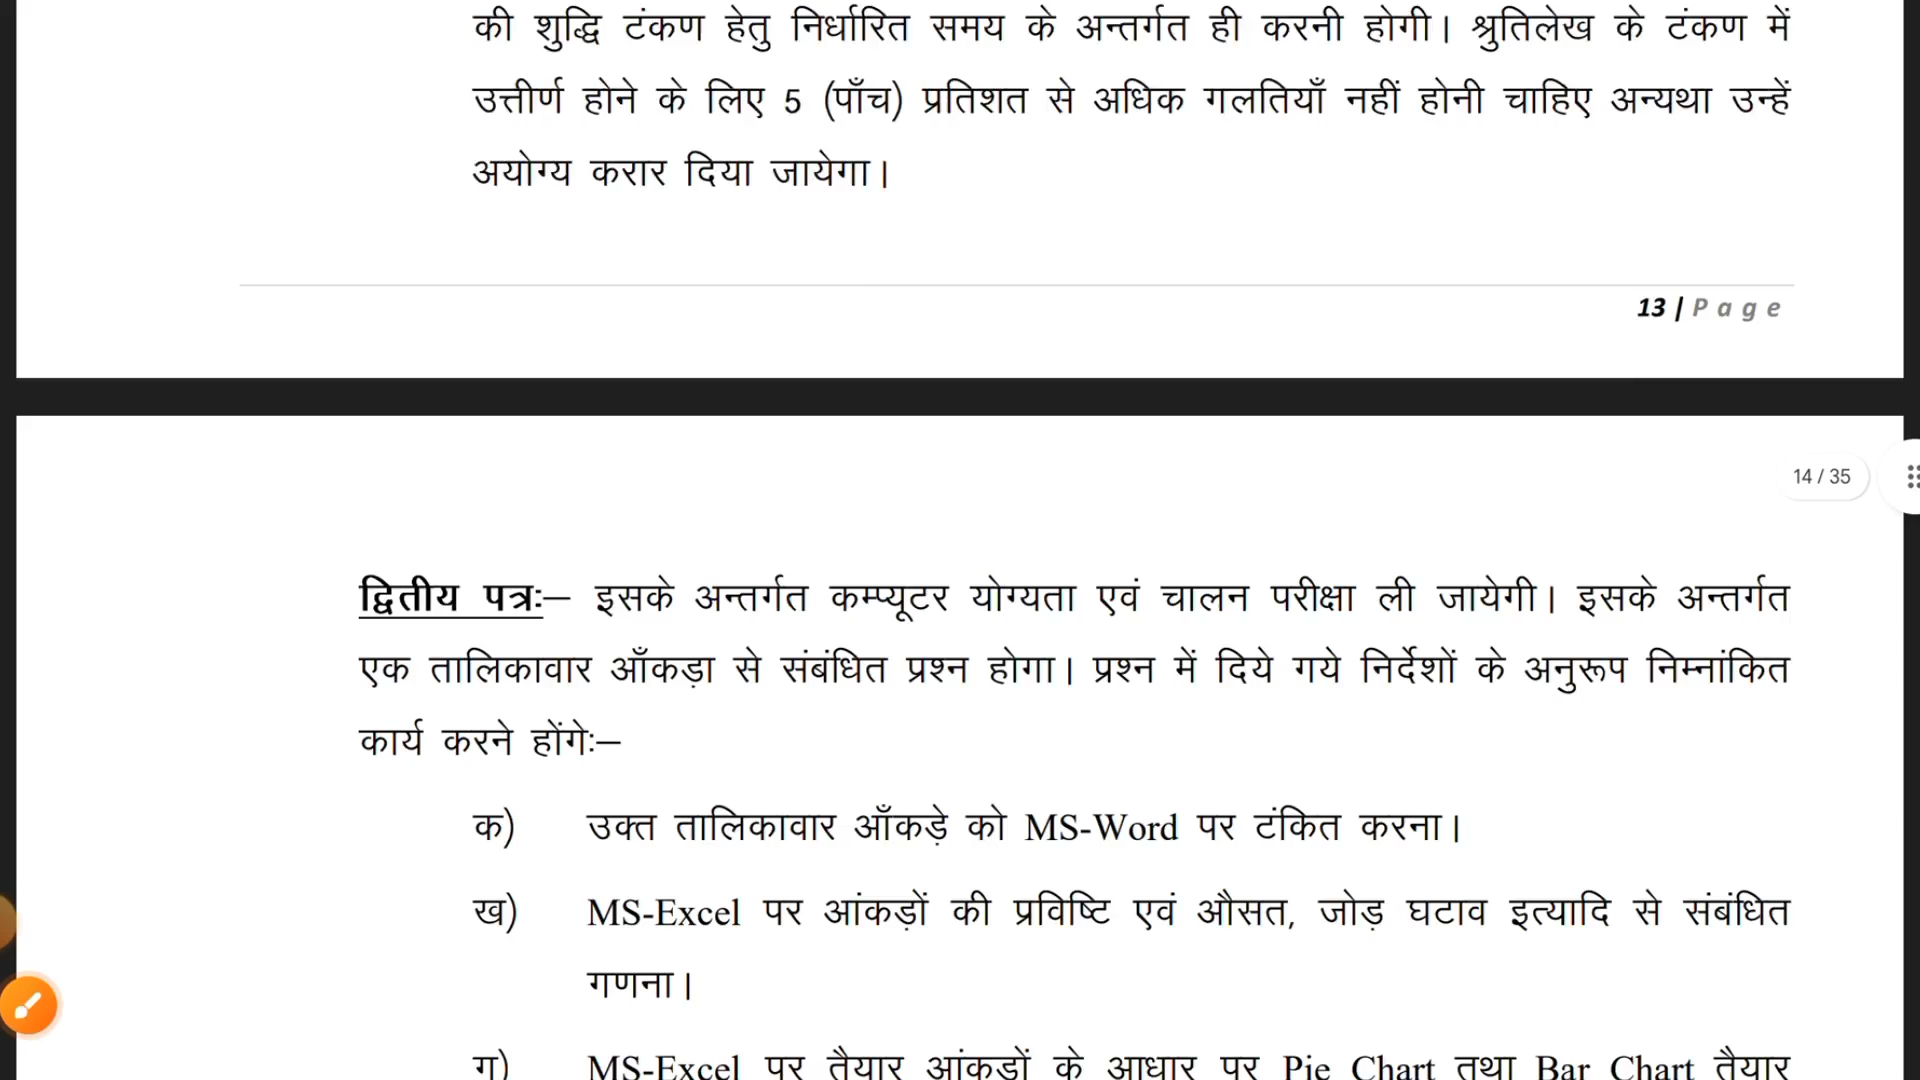 की शुद्धि टंकण हेतु निर्धारित समय के अन्तर्गत ही करनी होगी। श्रुतिलेख के टंकण में
उत्तीर्ण होने के लिए 5 (पाँच) प्रतिशत से अधिक गलतियाँ नहीं होनी चाहिए अन्यथा उन्हें
अयोग्य करार दिया जायेगा।
13 | P a g e
14 / 35
द्वितीय पत्रः– इसके अन्तर्गत कम्प्यूटर योग्यता एवं चालन परीक्षा ली जायेगी। इसके अन्तर्गत
एक तालिकावार आँकड़ा से संबंधित प्रश्न होगा। प्रश्न में दिये गये निर्देशों के अनुरूप निम्नांकित
कार्य करने होंगेः–
क) उक्त तालिकावार आँकड़े को MS-Word पर टंकित करना।
ख) MS-Excel पर आंकड़ों की प्रविष्टि एवं औसत, जोड़ घटाव इत्यादि से संबंधित
गणना।
ग) MS-Excel पर तैयार आंकडों के आधार पर Pie Chart तथा Bar Chart तैयार